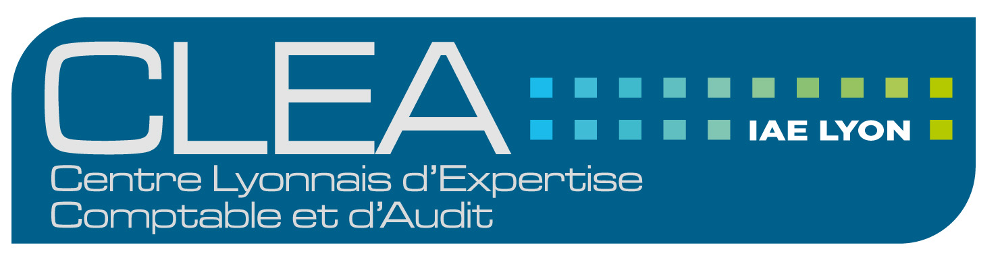 CLEA
IAE LYON
Centre Lyonnais d’Expertise
Comptable et d’Audit